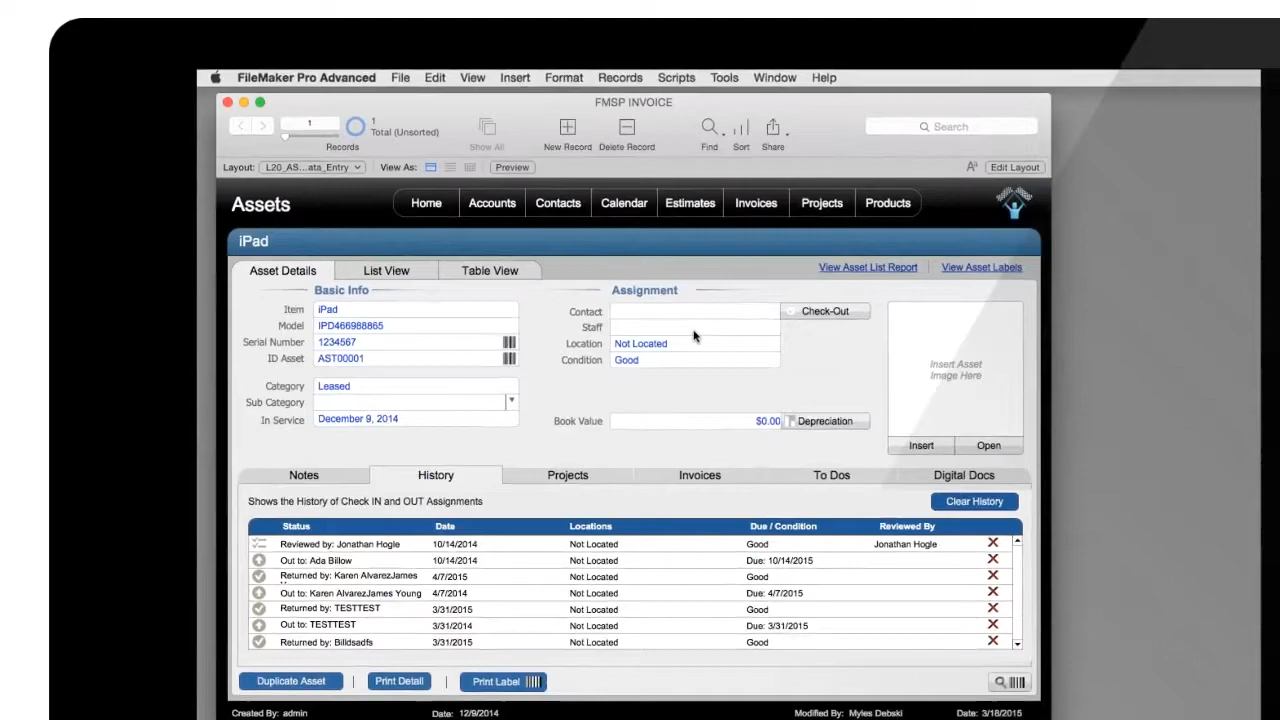 FileMaker Pro Advanced File Edit View Insert Format Records Scripts Tools Window Help
FMSP INVOICE
1
1
Total (Unsorted)
Search
Records Show All New Record Delete Record Find Sort Share
Layout: L20_AS...ata_Entry View As: Preview Aª Edit Layout
Assets Home Accounts Contacts Calendar Estimates Invoices Projects Products
iPad
Asset Details List View Table View View Asset List Report View Asset Labels
Basic Info Assignment
Item iPad Contact Check-Out
Model IPD466988865 Staff
Serial Number 1234567 Location Not Located
ID Asset AST00001 Condition Good
Insert Asset
Image Here
Category Leased
Sub Category
In Service December 9, 2014 Book Value $0.00 Depreciation
Insert Open
Notes History Projects Invoices To Dos Digital Docs
Shows the History of Check IN and OUT Assignments Clear History
Status Date Locations Due / Condition Reviewed By
Reviewed by: Jonathan Hogle 10/14/2014 Not Located Good Jonathan Hogle X
Out to: Ada Billow 10/14/2014 Not Located Due: 10/14/2015 X
Returned by: Karen AlvarezJames 4/7/2015 Not Located Good X
Out to: Karen AlvarezJames Young 4/7/2014 Not Located Due: 4/7/2015 X
Returned by: TESTTEST 3/31/2015 Not Located Good X
Out to: TESTTEST 3/31/2014 Not Located Due: 3/31/2015 X
Returned by: Billdsadfs 3/31/2015 Not Located Good X
Duplicate Asset | Print Detail | Print Label
Created By: admin Date: 12/9/2014 Modified By: Myles Debski Date: 3/18/2015